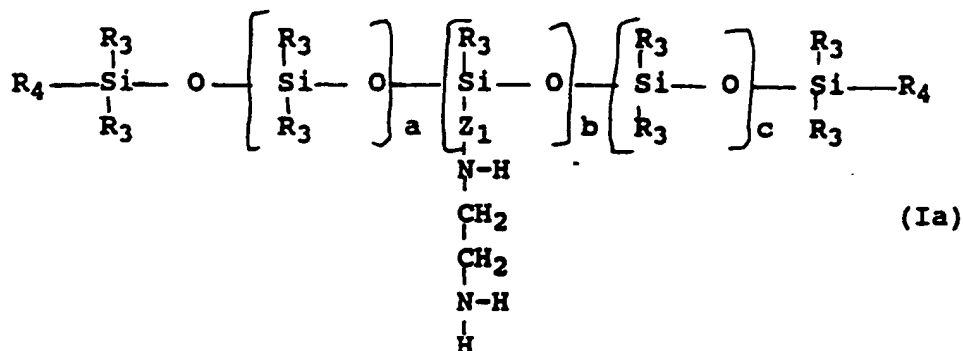 R3 R3 R3 R3 R3
R4 Si O Si O Si O Si O Si R4
R3 R3 a Z1 b R3 c R3
N-H
CH2
(Ia)
CH2
N-H
H